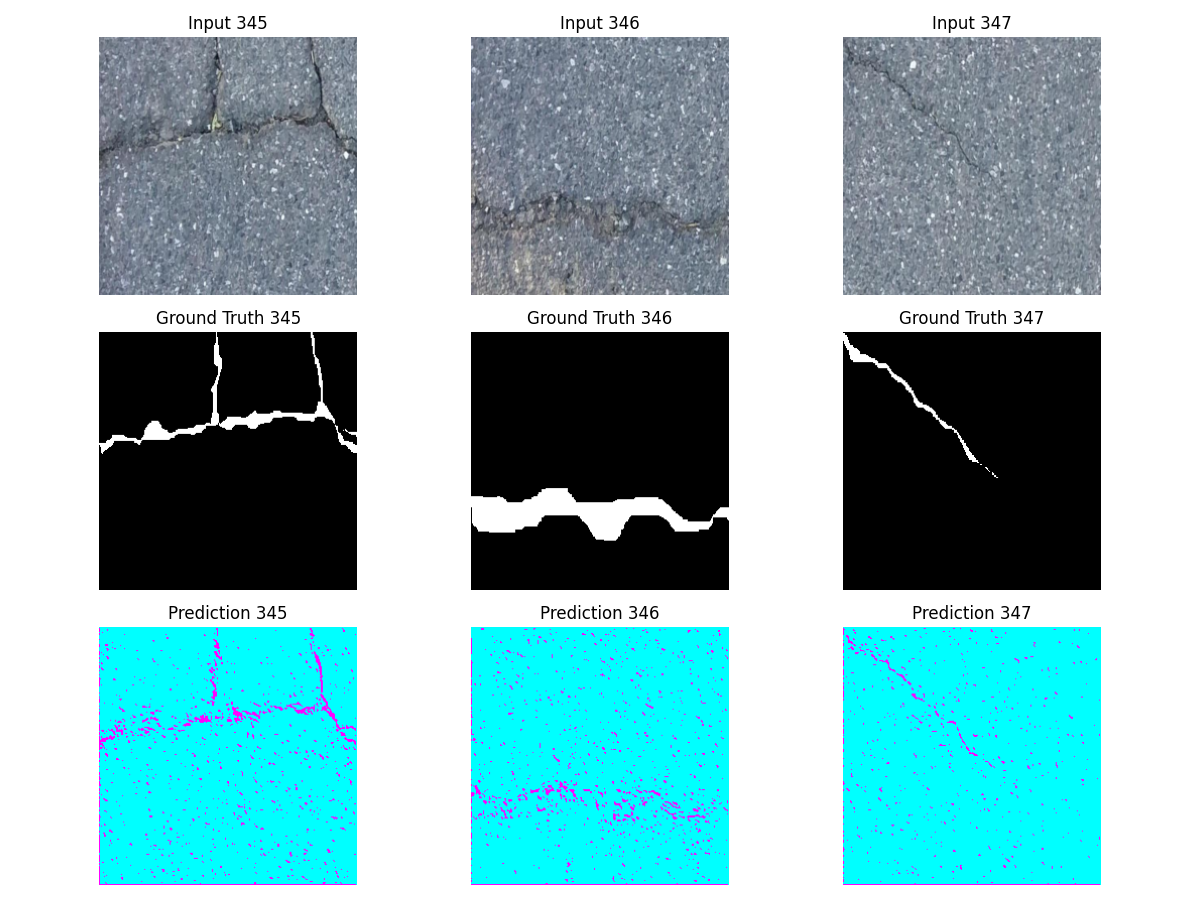 Input 345
Input 346
Input 347
Ground Truth 345
Ground Truth 346
Ground Truth 347
Prediction 345
Prediction 346
Prediction 347